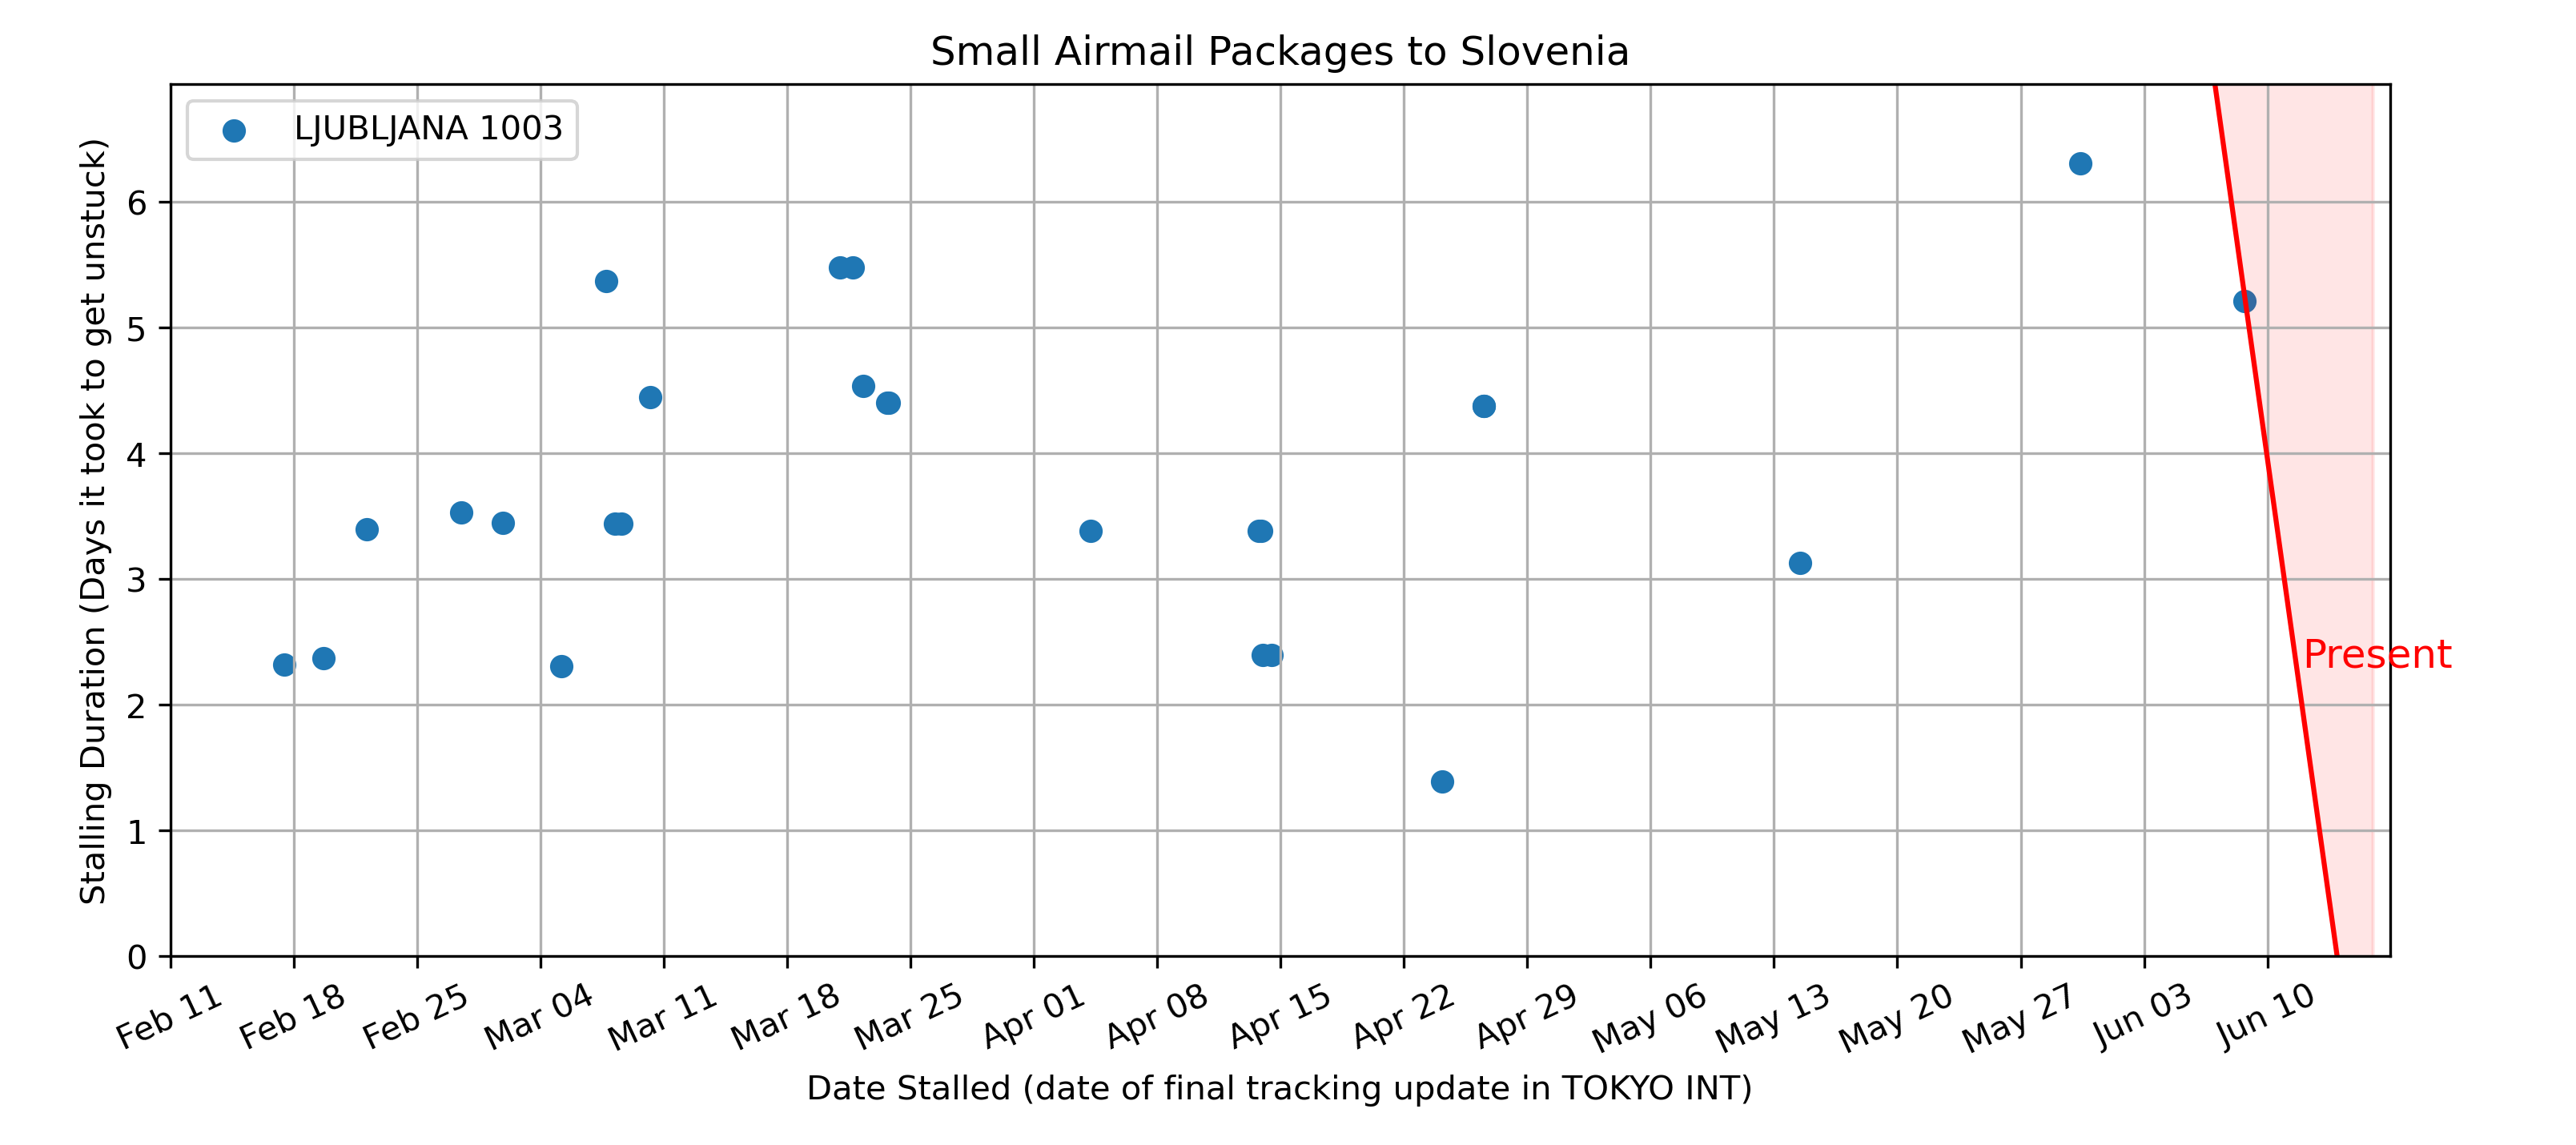 Small Airmail Packages to Slovenia
LJUBLJANA 1003
Stalling Duration (Days it took to get unstuck)
6
5
4
3
2
1
0
Present
Feb 11
Feb 18
Feb 25
Mar 04
Mar 11
Mar 18
Mar 25
Apr 01
Apr 08
Apr 15
Apr 22
Apr 29
May 06
May 13
May 20
May 27
Jun 03
Jun 10
Date Stalled (date of final tracking update in TOKYO INT)